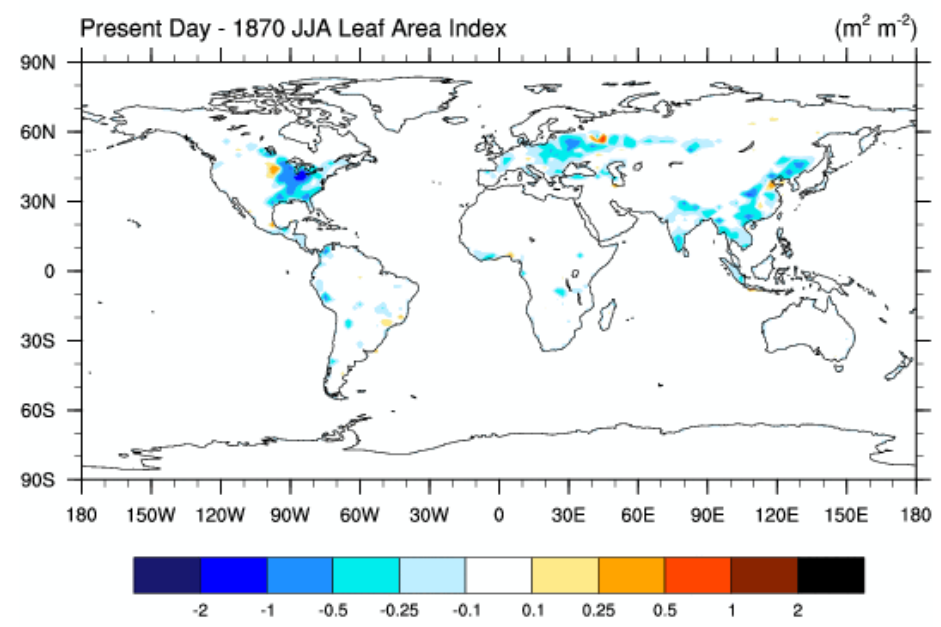 Present Day - 1870 JJA Leaf Area Index (m² m⁻²)
90N
60N
30N
0
30S
60S
90S
180 150W 120W 90W 60W 30W 0 30E 60E 90E 120E 150E 180
-2 -1 -0.5 -0.25 -0.1 0.1 0.25 0.5 1 2